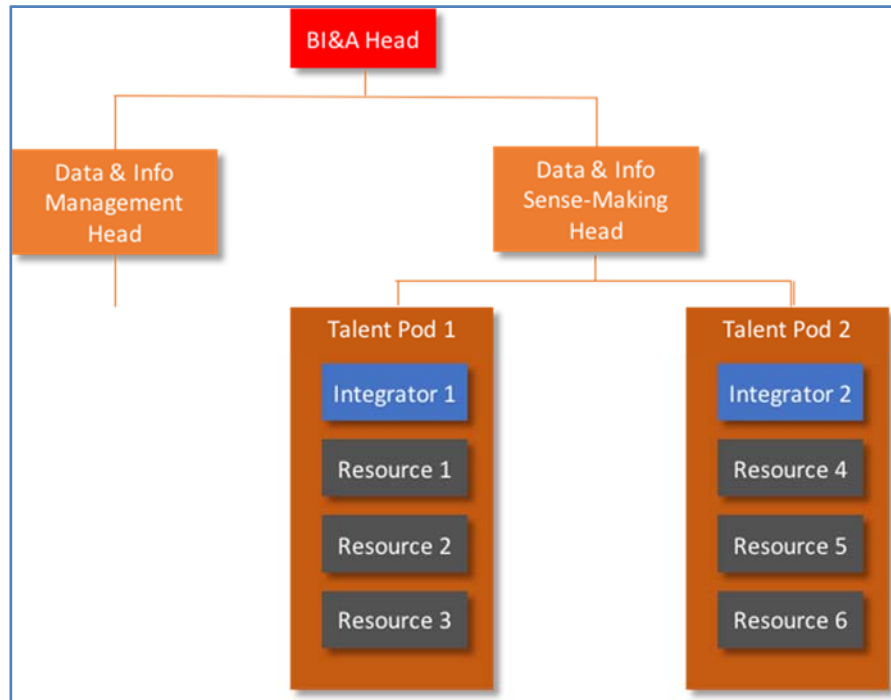 BI&A Head
Data & Info
Management
Head
Data & Info
Sense-Making
Head
Talent Pod 1
Integrator 1
Resource 1
Resource 2
Resource 3
Talent Pod 2
Integrator 2
Resource 4
Resource 5
Resource 6